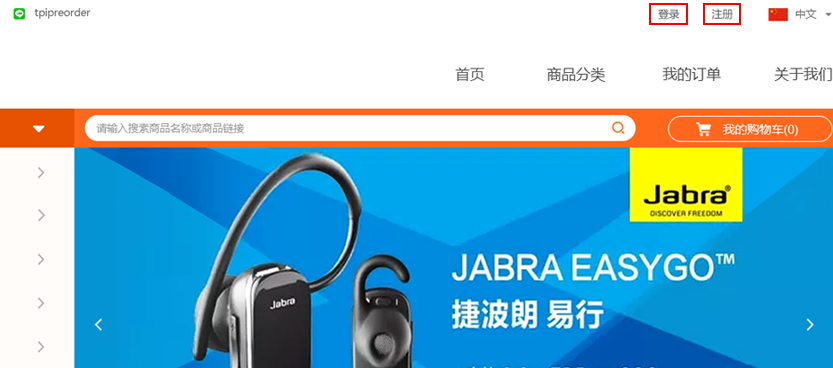 tpipreorder 登录 注册 中文
首页 商品分类 我的订单 关于我们
请输入搜索商品名称或商品链接 我的购物车(0)
Jabra®
DISCOVER FREEDOM
JABRA EASYGO™
Jabra
捷波朗 易行